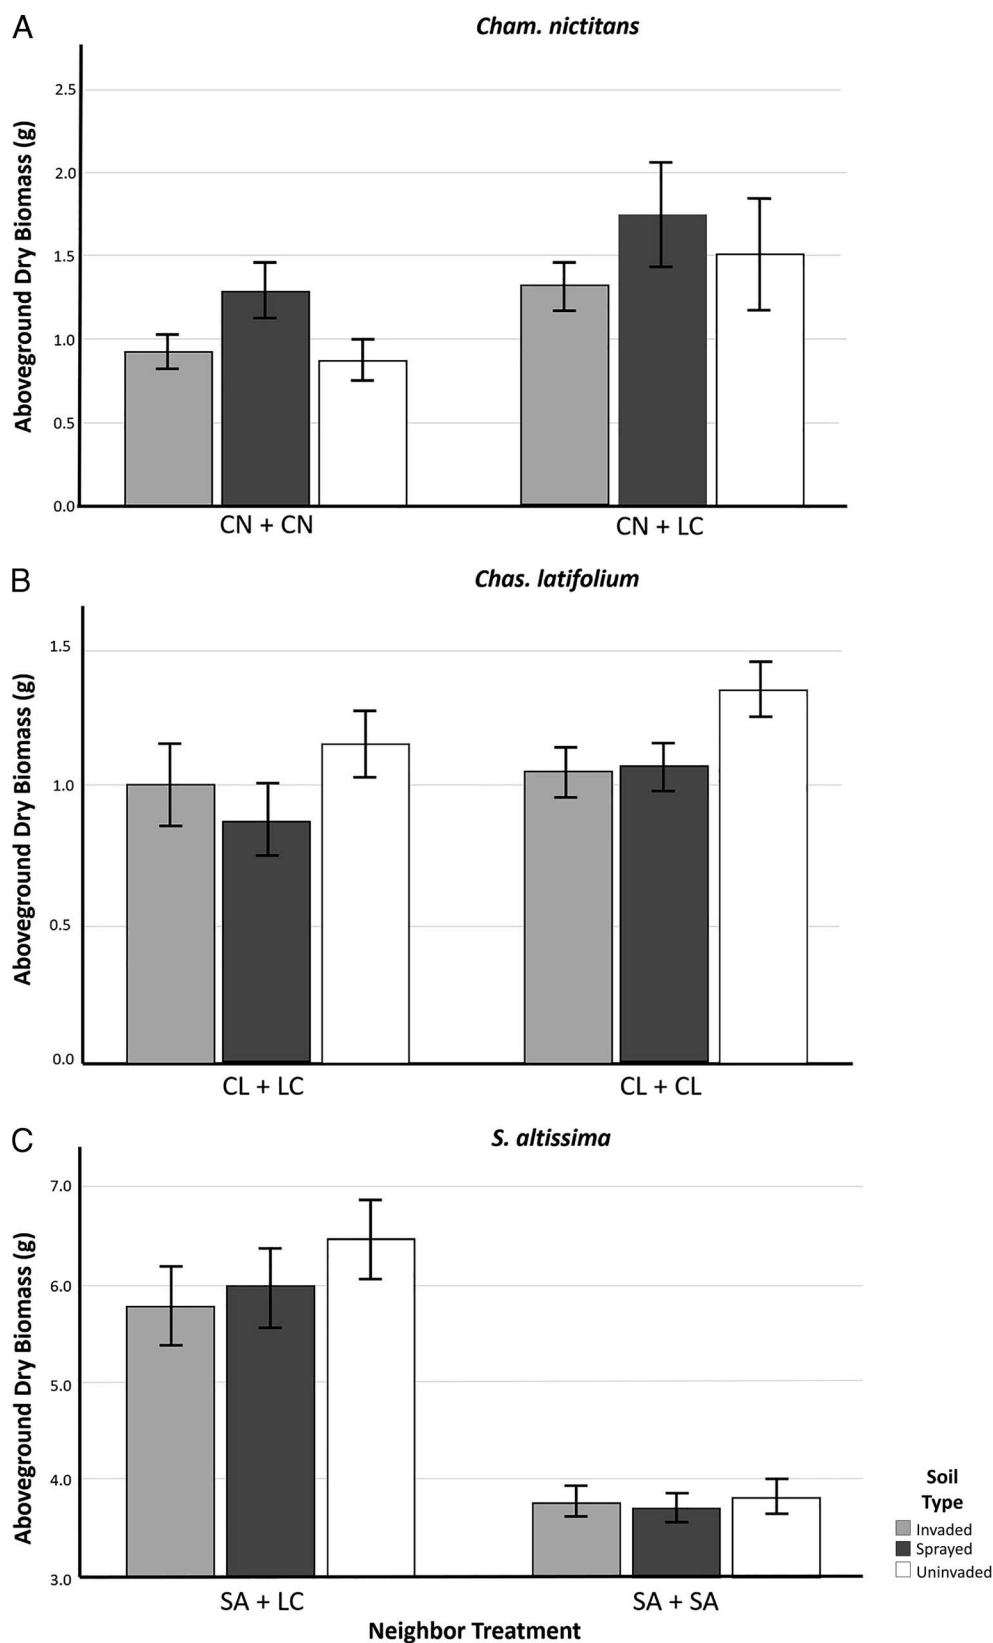 A
Cham. nictitans
Aboveground Dry Biomass (g)
2.5
2.0
1.5
1.0
0.5
0.0
CN + CN
CN + LC
B
Chas. latifolium
Aboveground Dry Biomass (g)
1.5
1.0
0.5
0.0
CL + LC
CL + CL
C
S. altissima
Aboveground Dry Biomass (g)
7.0
6.0
5.0
4.0
3.0
SA + LC
SA + SA
Neighbor Treatment
Soil
Type
Invaded
Sprayed
Uninvaded